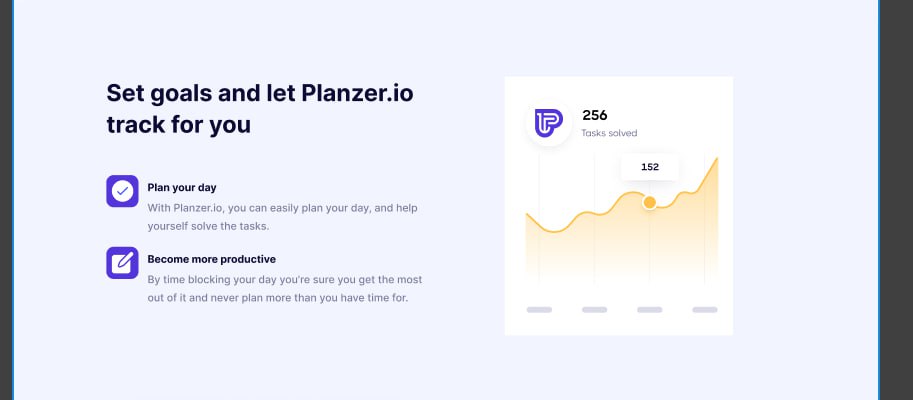 Set goals and let Planzer.io
track for you
Plan your day
With Planzer.io, you can easily plan your day, and help
yourself solve the tasks.
Become more productive
By time blocking your day you're sure you get the most
out of it and never plan more than you have time for.
256
Tasks solved
152